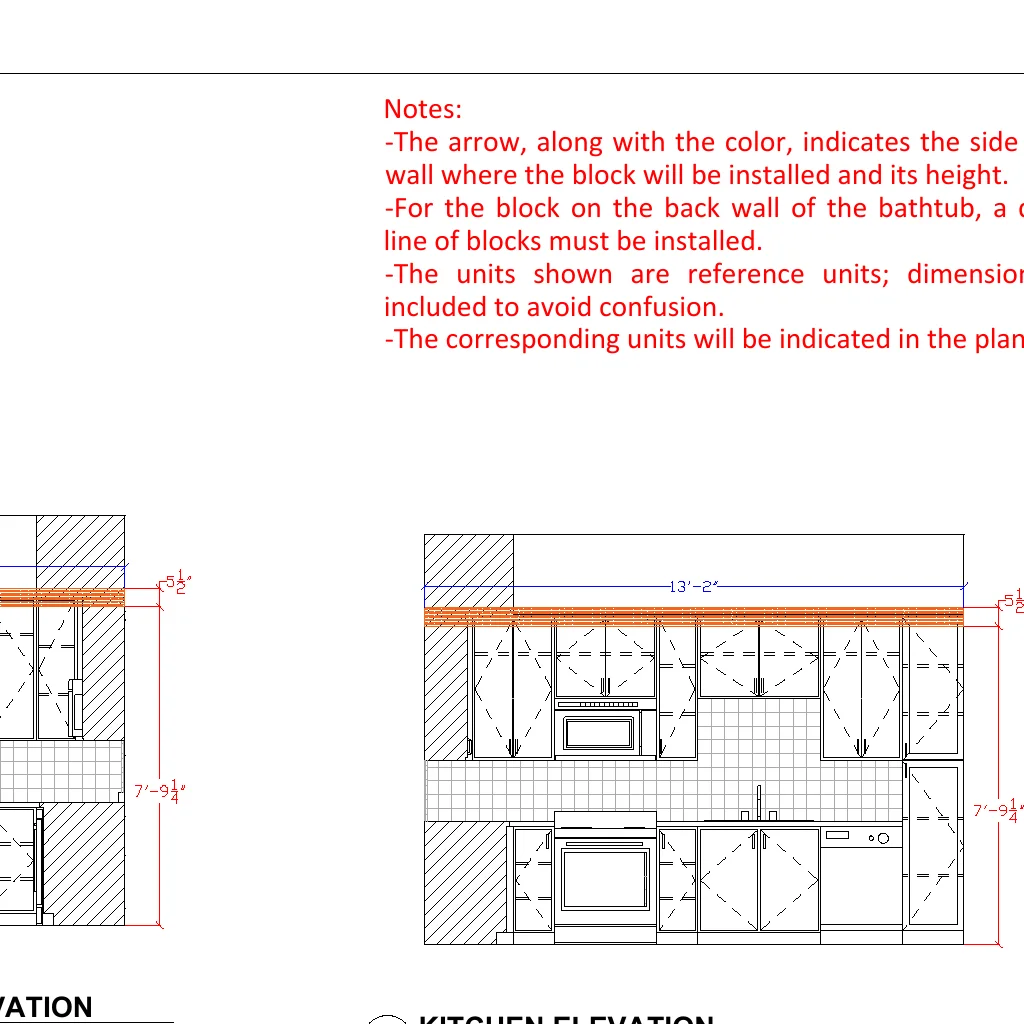 Notes:
-The arrow, along with the color, indicates the side
wall where the block will be installed and its height.
-For the block on the back wall of the bathtub, a
line of blocks must be installed.
-The units shown are reference units;
included to avoid confusion.
-The corresponding units will be indicated in the
5 1/2"
13'-2"
5 1/2
7'-9 1/4"
7'-9 1/4"
KITCHEN ELEVATION